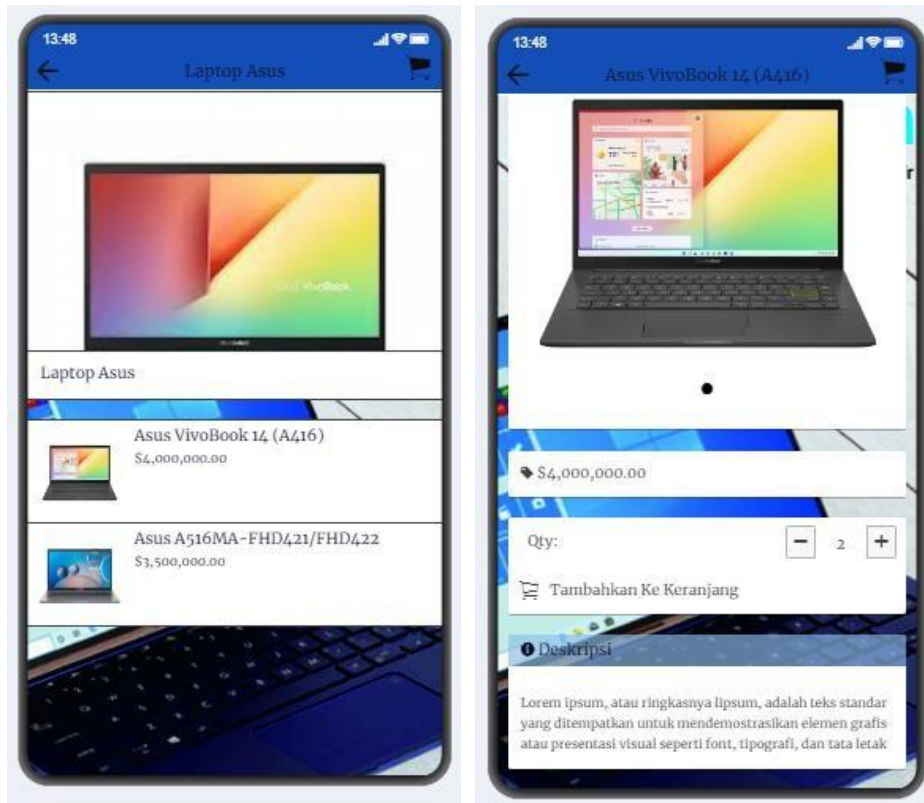 13:48
Laptop Asus
VivoBook
Laptop Asus
Asus VivoBook 14 (A416)
$4,000,000.00
Asus A516MA-FHD421/FHD422
$3,500,000.00
13:48
Asus VivoBook 14 (A416)
r
$4,000,000.00
Qty:
2
Tambahkan Ke Keranjang
Deskripsi
Lorem ipsum, atau ringkasnya lipsum, adalah teks standar
yang ditempatkan untuk mendemostrasikan elemen grafis
atau presentasi visual seperti font, tipografi, dan tata letak